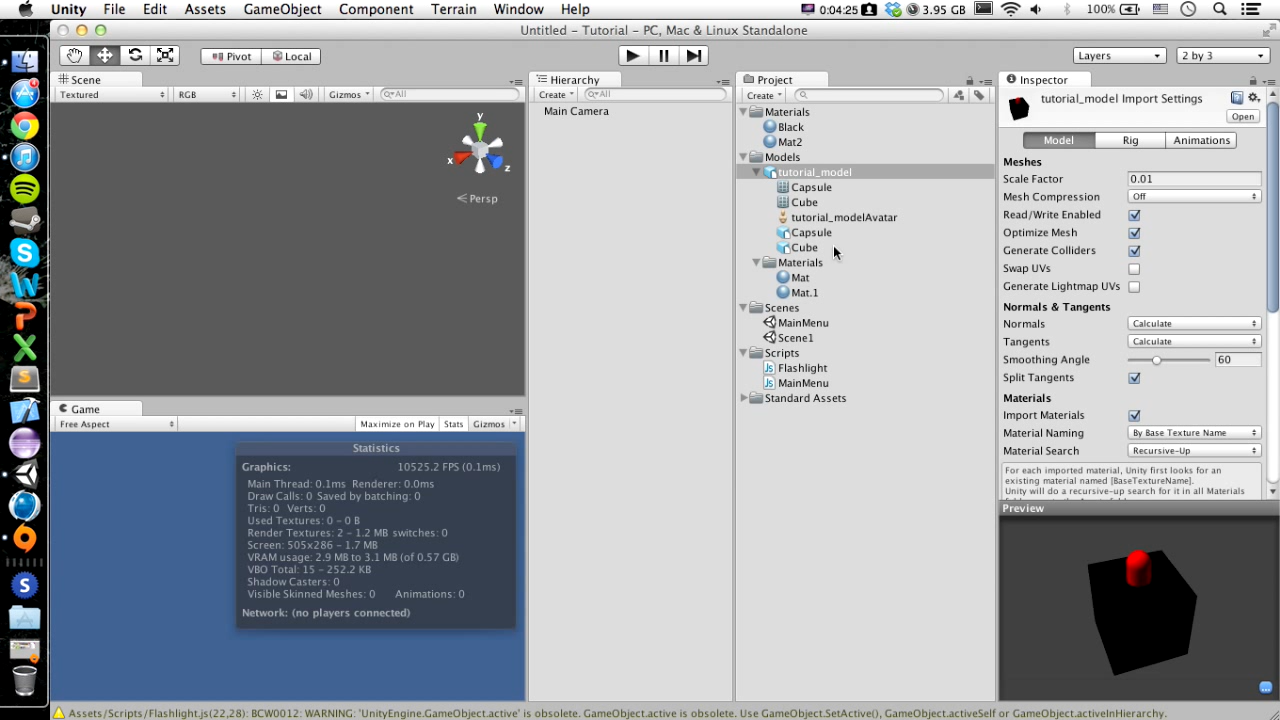 Unity File Edit Assets GameObject Component Terrain Window Help 0:04:25 3.95 GB 100%
Untitled - Tutorial - PC, Mac & Linux Standalone
Pivot Local Layers 2 by 3
Scene
Textured RGB Gizmos All
y
x
z
Persp
Game
Free Aspect Maximize on Play Stats Gizmos
Statistics
Graphics: 10525.2 FPS (0.1ms)
Main Thread: 0.1ms Renderer: 0.0ms
Draw Calls: 0 Saved by batching: 0
Tris: 0 Verts: 0
Used Textures: 0 - 0 B
Render Textures: 2 - 1.2 MB switches: 0
Screen: 505x286 - 1.7 MB
VRAM usage: 2.9 MB to 3.1 MB (of 0.57 GB)
VBO Total: 15 - 252.2 KB
Shadow Casters: 0
Visible Skinned Meshes: 0 Animations: 0
Network: (no players connected)
Hierarchy
Create All
Main Camera
Project
Create
Materials
Black
Mat2
Models
tutorial_model
Capsule
Cube
tutorial_modelAvatar
Capsule
Cube
Materials
Mat
Mat.1
Scenes
MainMenu
Scene1
Scripts
Js Flashlight
Js MainMenu
Standard Assets
Inspector
tutorial_model Import Settings
Open
Model Rig Animations
Meshes
Scale Factor 0.01
Mesh Compression Off
Read/Write Enabled
Optimize Mesh
Generate Colliders
Swap UVs
Generate Lightmap UVs
Normals & Tangents
Normals Calculate
Tangents Calculate
Smoothing Angle 60
Split Tangents
Materials
Import Materials
Material Naming By Base Texture Name
Material Search Recursive-Up
For each imported material, Unity first looks for an
existing material named [BaseTextureName].
Unity will do a recursive-up search for it in all Materials
Preview
Assets/Scripts/Flashlight.js(22,28): BCW0012: WARNING: 'UnityEngine.GameObject.active' is obsolete. GameObject.active is obsolete. Use GameObject.SetActive(), GameObject.activeSelf or GameObject.activeInHierarchy.